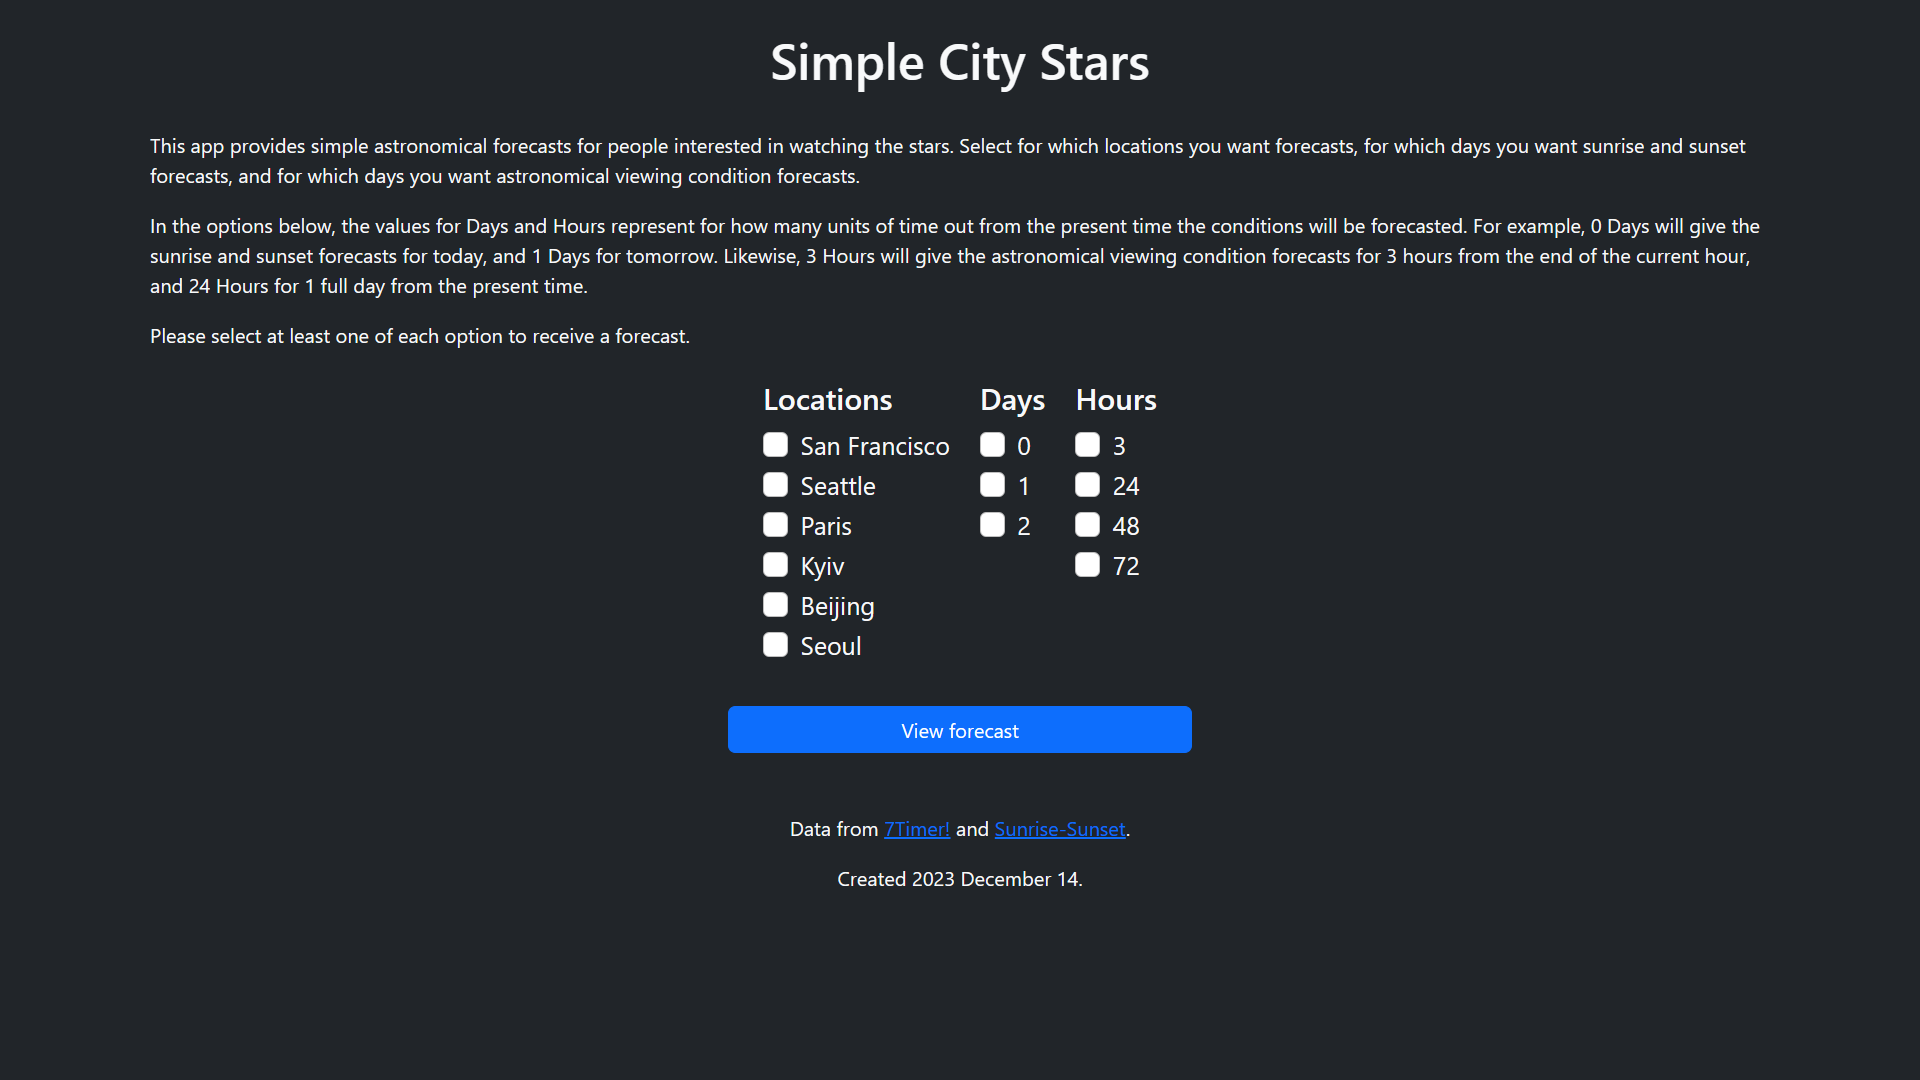 Simple City Stars
This app provides simple astronomical forecasts for people interested in watching the stars. Select for which locations you want forecasts, for which days you want sunrise and sunset
forecasts, and for which days you want astronomical viewing condition forecasts.
In the options below, the values for Days and Hours represent for how many units of time out from the present time the conditions will be forecasted. For example, 0 Days will give the
sunrise and sunset forecasts for today, and 1 Days for tomorrow. Likewise, 3 Hours will give the astronomical viewing condition forecasts for 3 hours from the end of the current hour,
and 24 Hours for 1 full day from the present time.
Please select at least one of each option to receive a forecast.
Locations
San Francisco
Seattle
Paris
Kyiv
Beijing
Seoul
Days
0
1
2
Hours
3
24
48
72
View forecast
Data from 7Timer! and Sunrise-Sunset.
Created 2023 December 14.